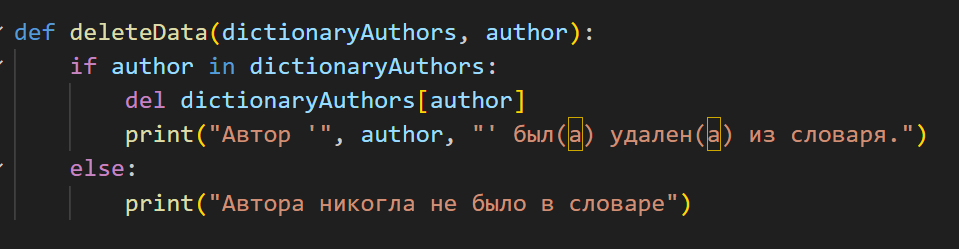 def deleteData(dictionaryAuthors, author):
    if author in dictionaryAuthors:
        del dictionaryAuthors[author]
        print("Автор '", author, "' был(а) удален(а) из словаря.")
    else:
        print("Автора никогла не было в словаре")